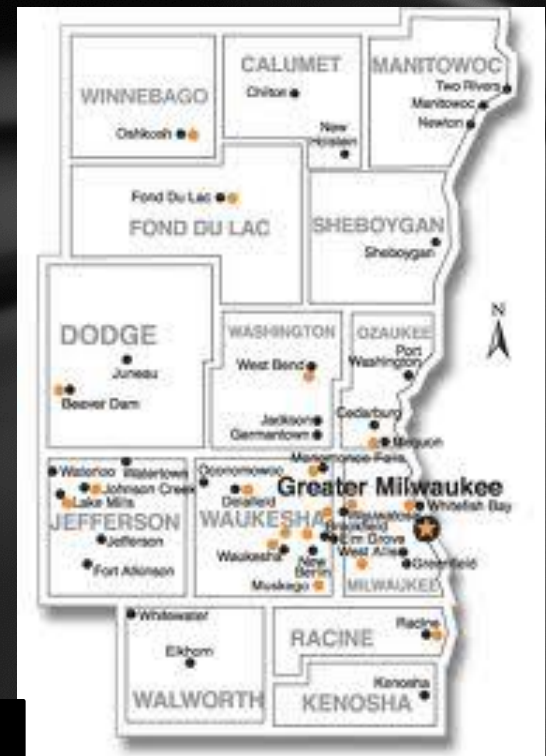 CALUMET
MANITOWOC
Two Rivers
Chilton
WINNEBAGO
Manitowoc
Newton
New
Holstein
Oshkosh
Fond Du Lac
FOND DU LAC
SHEBOYGAN
Sheboygan
N
DODGE
WASHINGTON
OZAUKEE
Port
Washington
West Bend
Juneau
Beaver Dam
Cedarburg
Jackson
Germantown
Mequon
Menomonee Falls
Waterloo
Watertown
Oconomowoc
Johnson Creek
Delafield
Greater Milwaukee
Lake Mills
Whitefish Bay
JEFFERSON
WAUKESHA
Wauwatosa
Brookfield
Elm Grove
Jefferson
Waukesha
West Allis
New
Berlin
Greenfield
Fort Atkinson
Muskego
MILWAUKEE
Whitewater
Racine
RACINE
Elkhorn
Kenosha
WALWORTH
KENOSHA